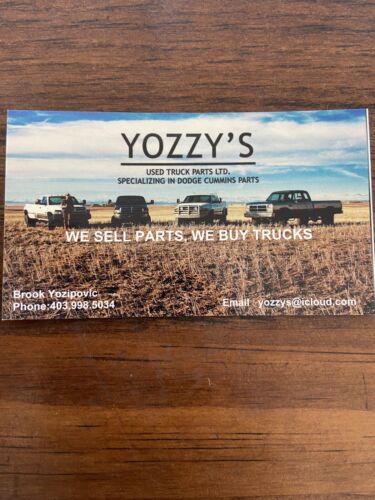 YOZZY'S
USED TRUCK PARTS LTD.
SPECIALIZING IN DODGE CUMMINS PARTS
WE SELL PARTS, WE BUY TRUCKS
Brook Yozipovic
Phone:403.998.5034
Email : yozzys@icloud.com